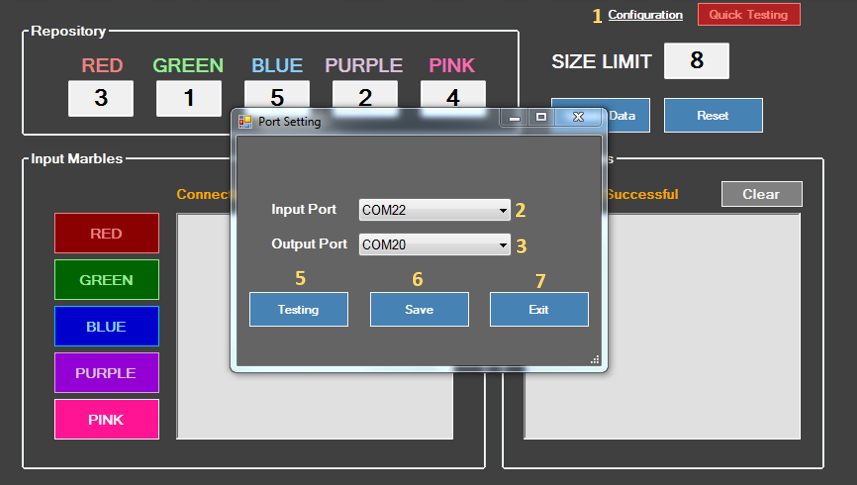 1 Configuration Quick Testing
Repository
RED GREEN BLUE PURPLE PINK
3 1 5 2 4
SIZE LIMIT 8
Data Reset
Port Setting
Input Marbles
Successful Clear
Input Port COM22 2
Output Port COM20 3
5 6 7
Testing Save Exit
RED
GREEN
BLUE
PURPLE
PINK